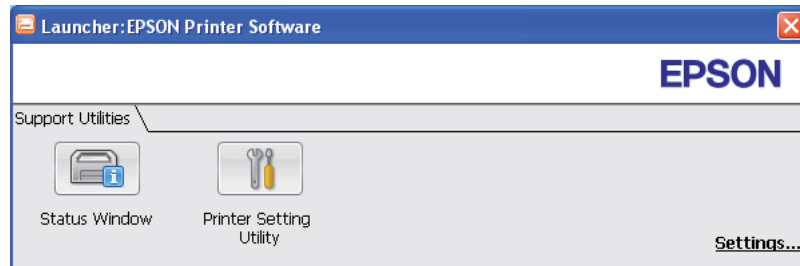 Launcher:EPSON Printer Software
EPSON
Support Utilities
i
Status Window
Printer Setting
Utility
Settings...